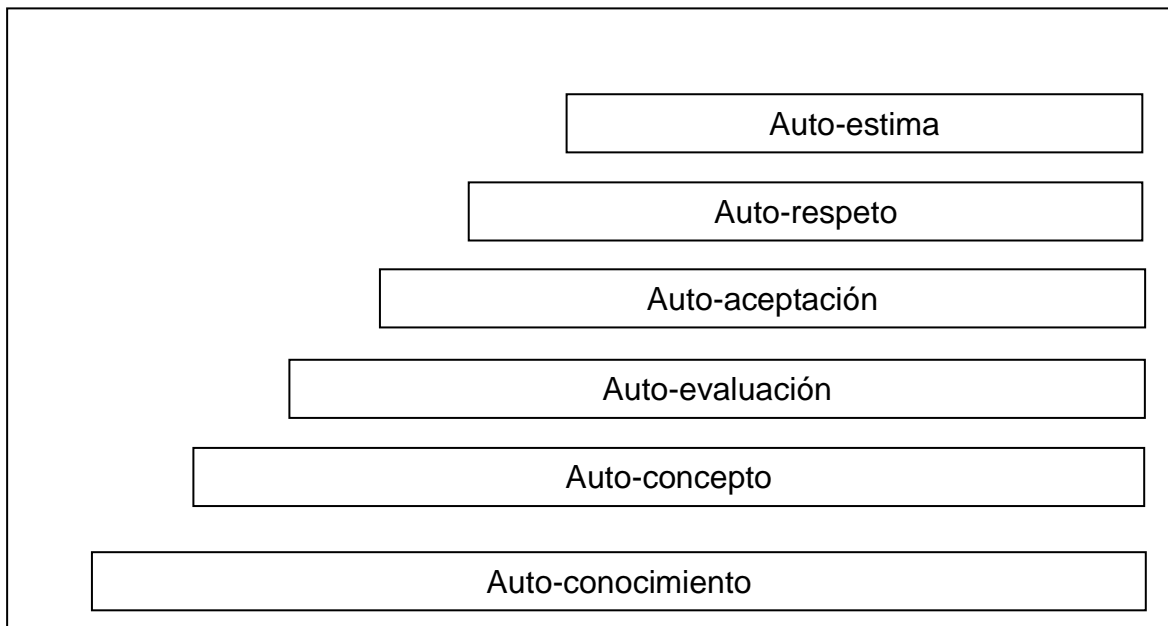 Auto-estima
Auto-respeto
Auto-aceptación
Auto-evaluación
Auto-concepto
Auto-conocimiento